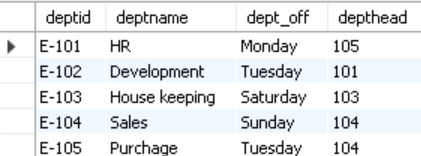 deptid deptname dept_off depthead
E-101 HR Monday 105
E-102 Development Tuesday 101
E-103 House keeping Saturday 103
E-104 Sales Sunday 104
E-105 Purchage Tuesday 104